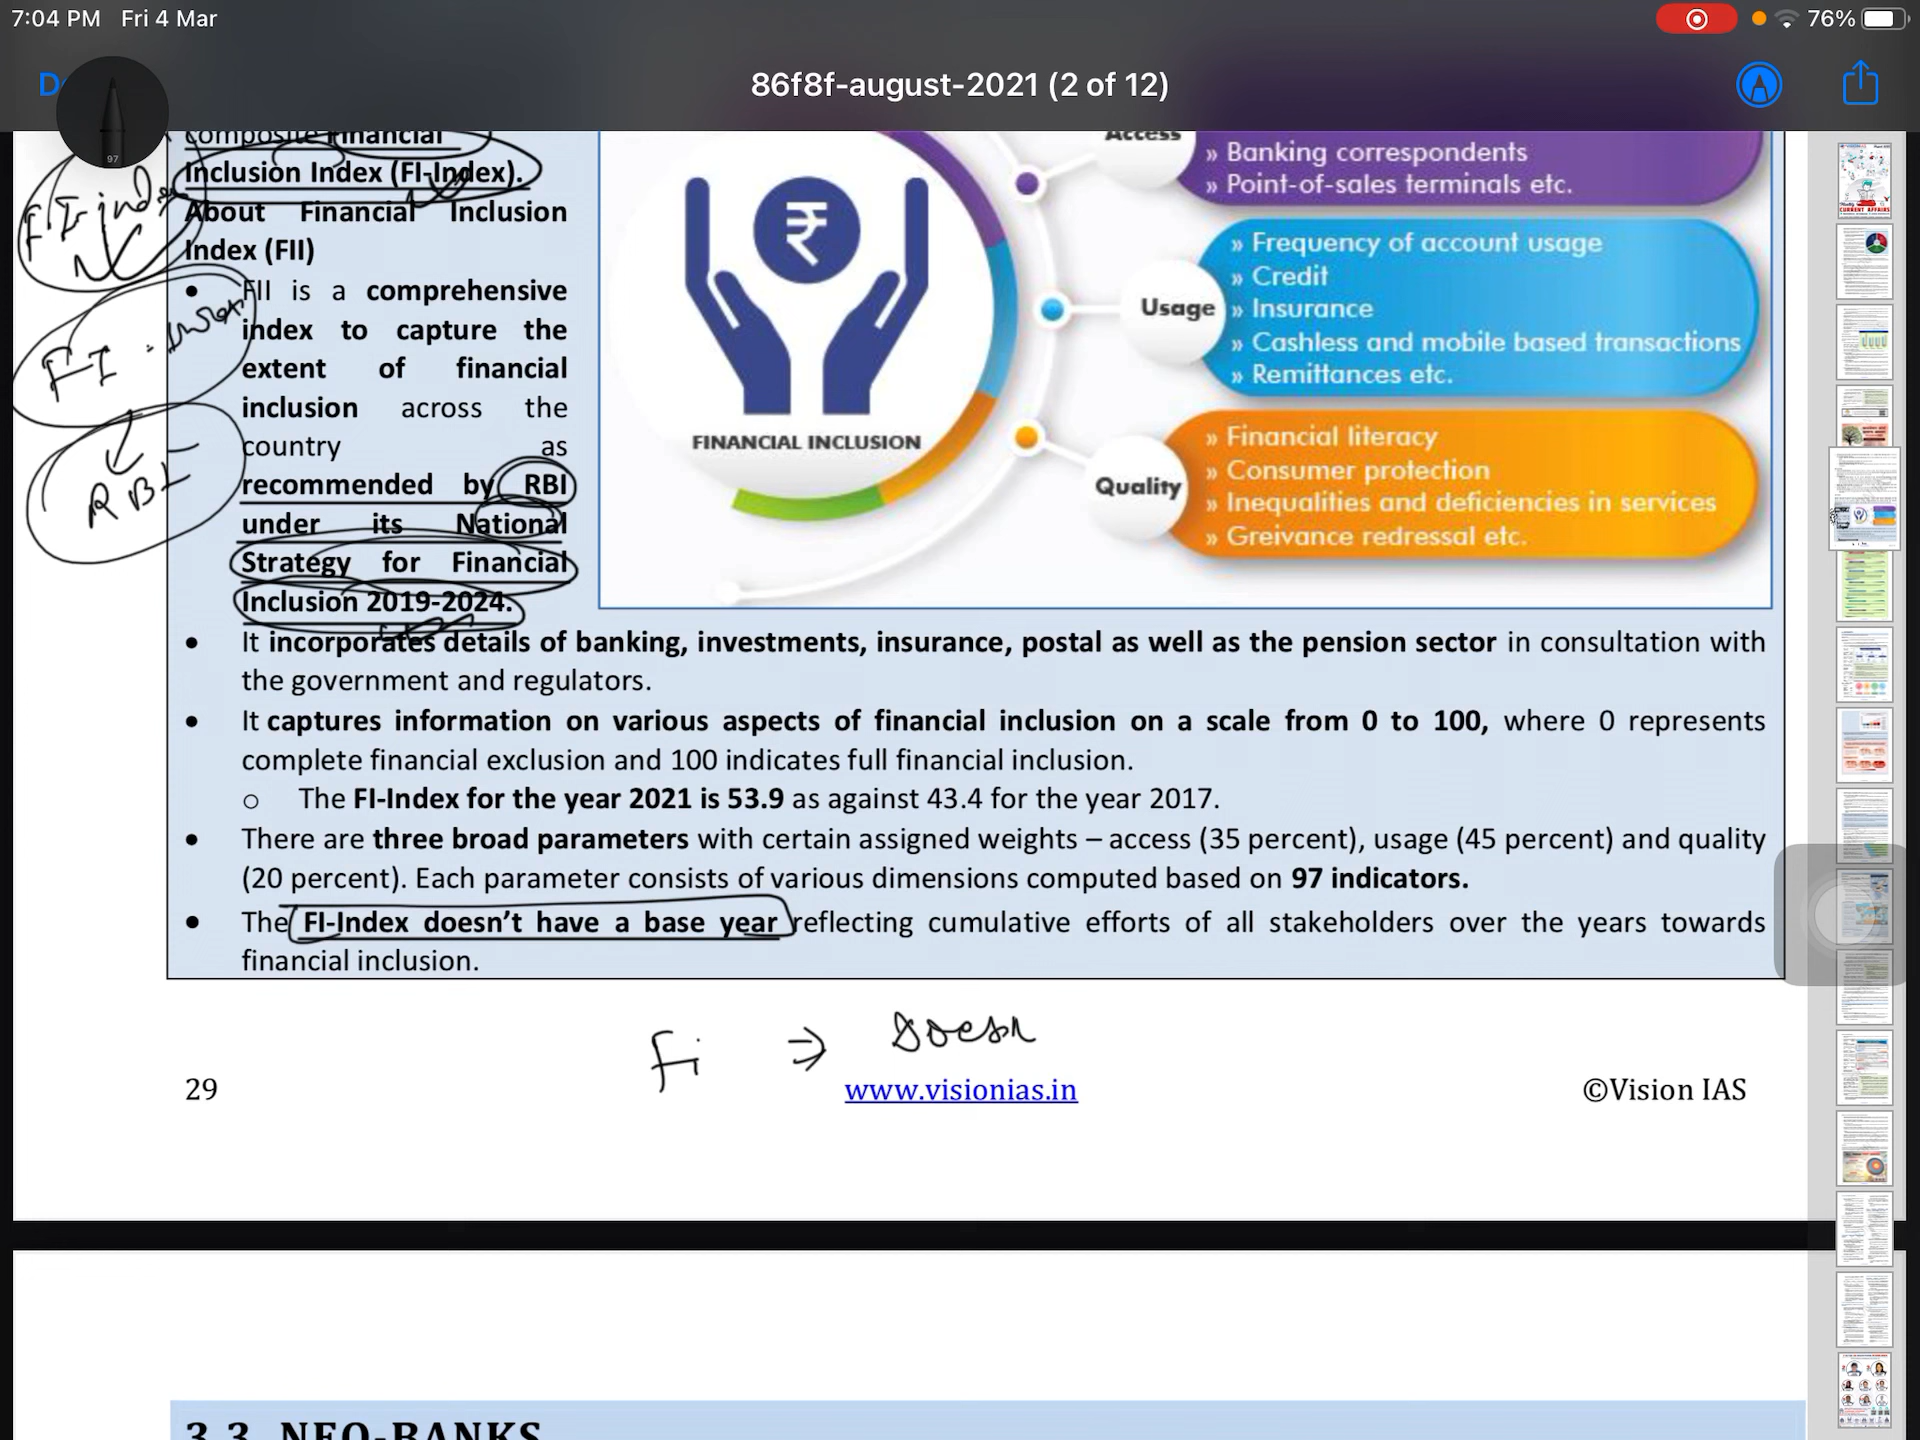 7:04 PM Fri 4 Mar
76%
86f8f-august-2021 (2 of 12)
97
composite Financial
Inclusion Index (FI-Index).
About Financial Inclusion
Index (FII)
• FII is a comprehensive
index to capture the
extent of financial
inclusion across the
country as
recommended by RBI
under its National
Strategy for Financial
Inclusion 2019-2024.
FI index
FI
RBI
FINANCIAL INCLUSION
Access
» Banking correspondents
» Point-of-sales terminals etc.
Usage
» Frequency of account usage
» Credit
» Insurance
» Cashless and mobile based transactions
» Remittances etc.
Quality
» Financial literacy
» Consumer protection
» Inequalities and deficiencies in services
» Greivance redressal etc.
• It incorporates details of banking, investments, insurance, postal as well as the pension sector in consultation with
the government and regulators.
• It captures information on various aspects of financial inclusion on a scale from 0 to 100, where 0 represents
complete financial exclusion and 100 indicates full financial inclusion.
o The FI-Index for the year 2021 is 53.9 as against 43.4 for the year 2017.
• There are three broad parameters with certain assigned weights – access (35 percent), usage (45 percent) and quality
(20 percent). Each parameter consists of various dimensions computed based on 97 indicators.
• The FI-Index doesn’t have a base year reflecting cumulative efforts of all stakeholders over the years towards
financial inclusion.
Fi ⇒ Doesn
29 www.visionias.in ©Vision IAS
3.3. NEO-BANKS